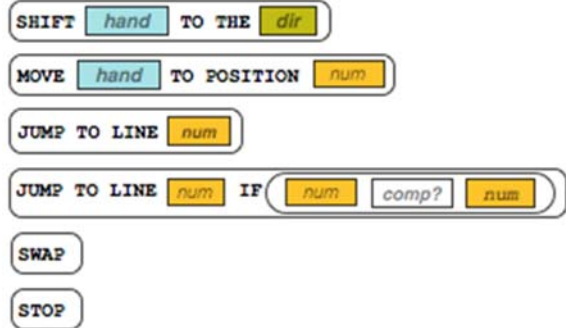 SHIFT hand TO THE dir
MOVE hand TO POSITION num
JUMP TO LINE num
JUMP TO LINE num IF num comp? num
SWAP
STOP